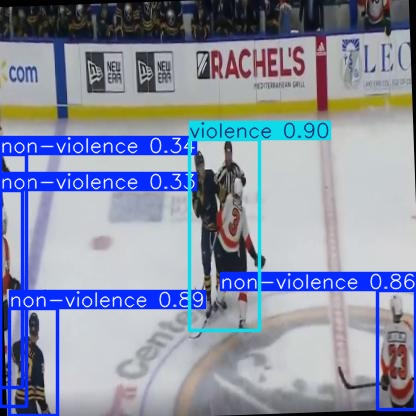 com
NEW ERA
NEW ERA
RACHEL'S
MEDITERRANEAN GRILL
LEC
violence 0.90
non-violence 0.34
non-violence 0.33
non-violence 0.86
non-violence 0.89
Center
23